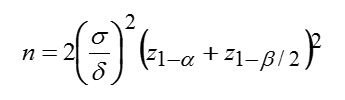 n = 2(σ/δ)²(z₁₋α + z₁₋β/₂)²